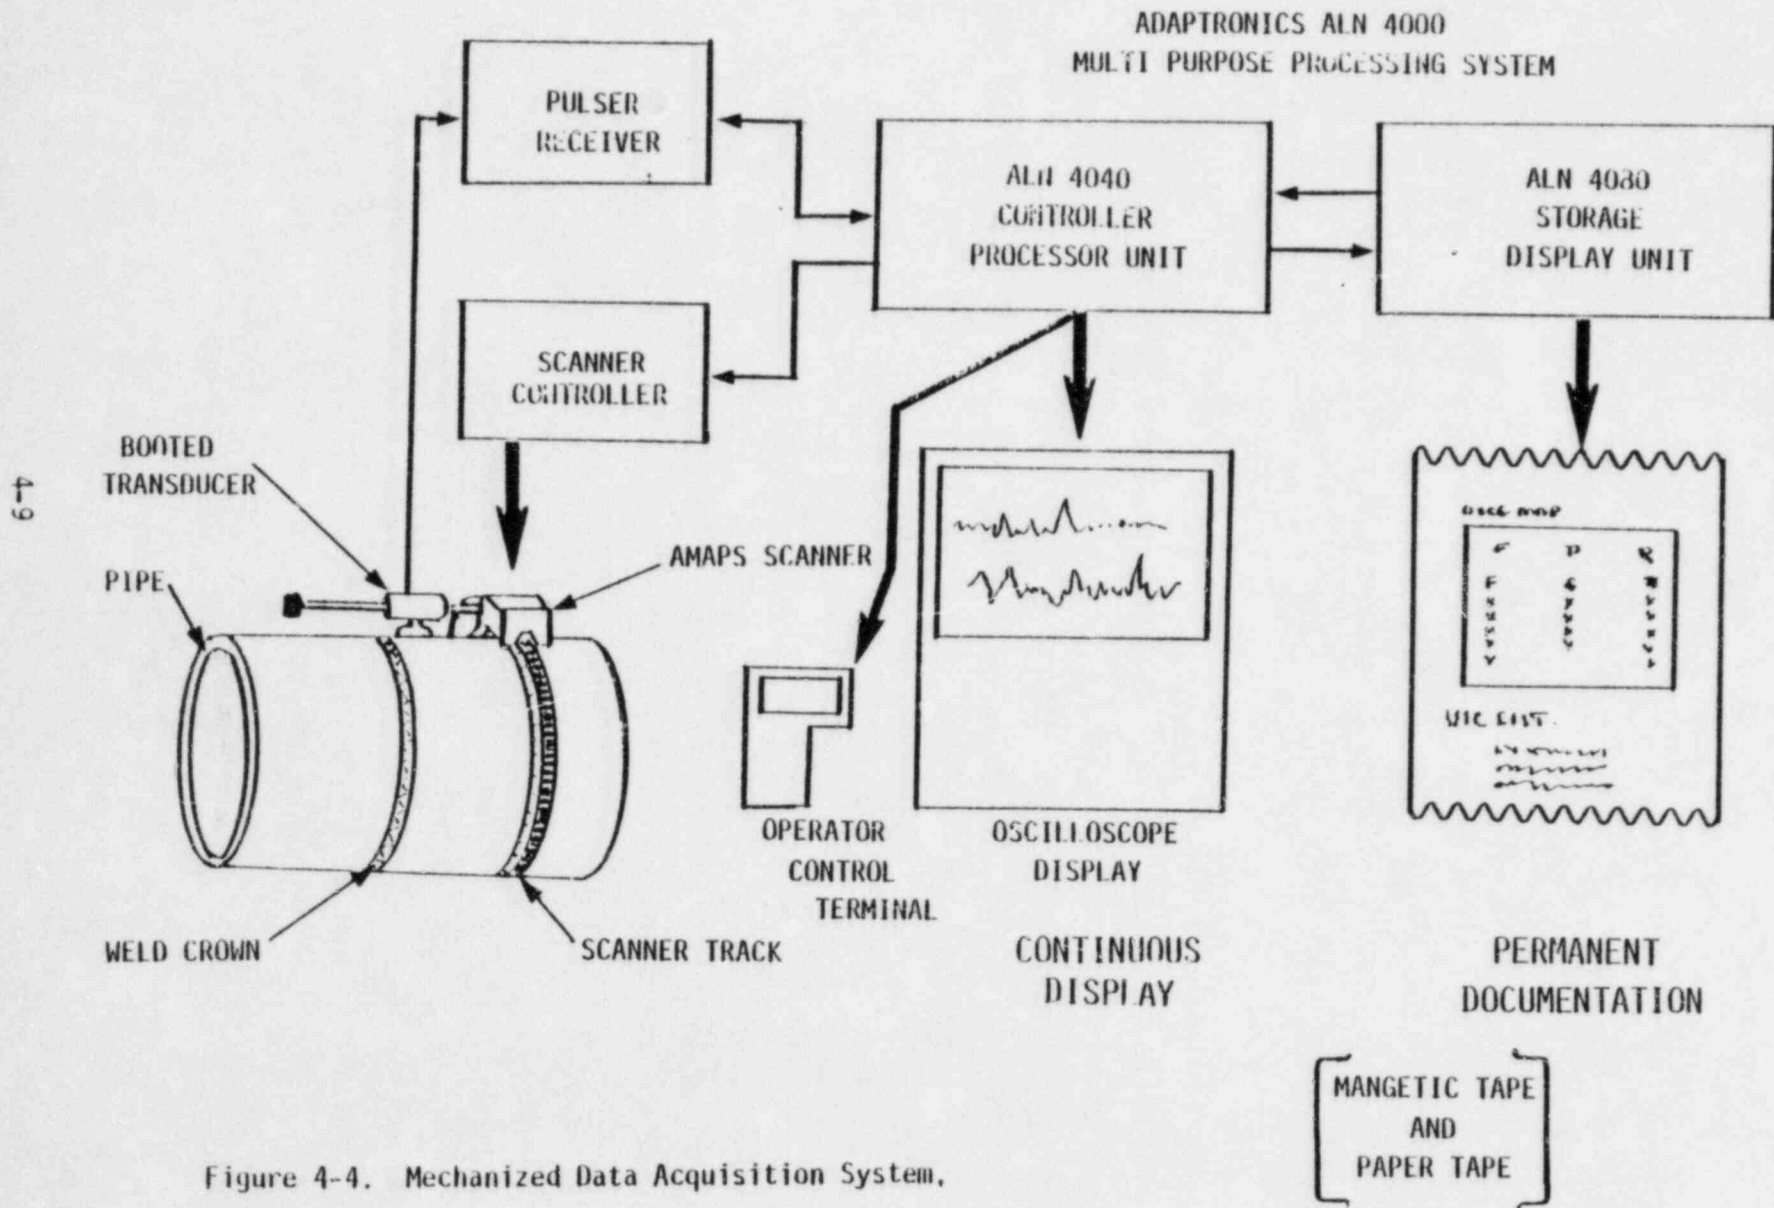 ADAPTRONICS ALN 4000
MULTI PURPOSE PROCESSING SYSTEM
PULSER
RECEIVER
ALN 4040
CONTROLLER
PROCESSOR UNIT
ALN 4080
STORAGE
DISPLAY UNIT
SCANNER
CONTROLLER
BOOTED
TRANSDUCER
4-9
PIPE
AMAPS SCANNER
OPERATOR
CONTROL
TERMINAL
OSCILLOSCOPE
DISPLAY
WELD CROWN
SCANNER TRACK
CONTINUOUS
DISPLAY
PERMANENT
DOCUMENTATION
MANGETIC TAPE
AND
PAPER TAPE
Figure 4-4. Mechanized Data Acquisition System.